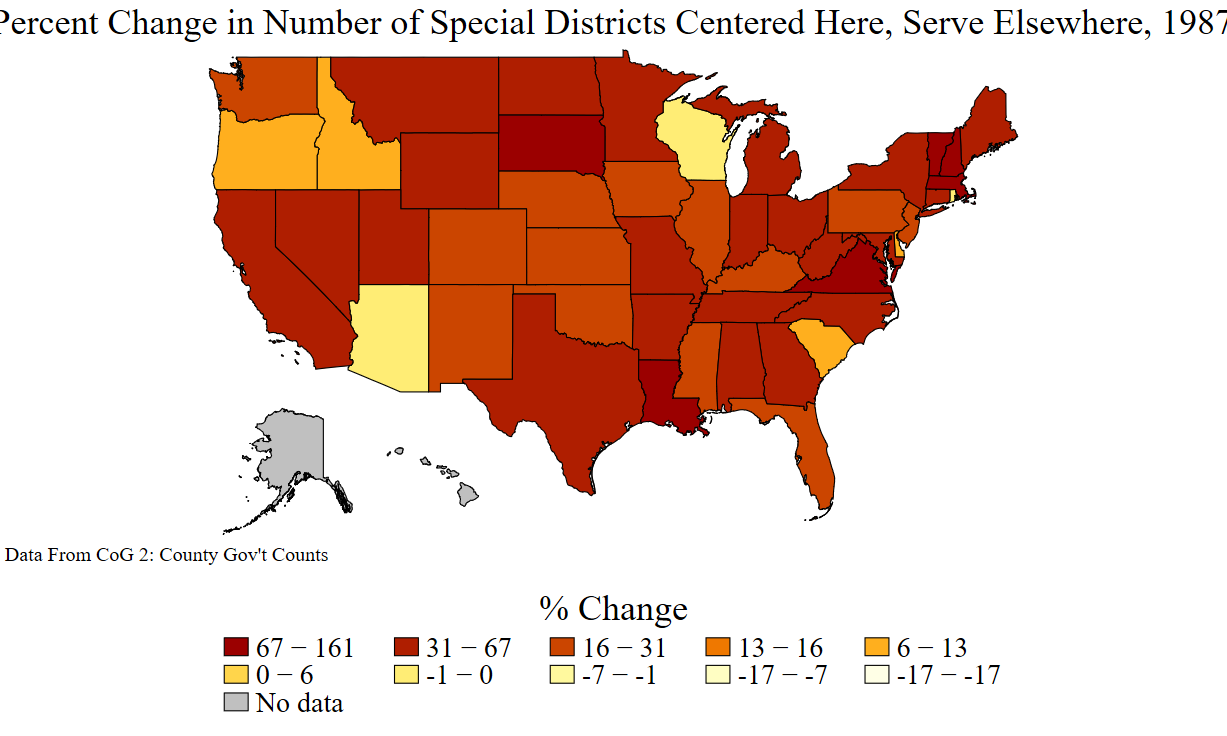 Percent Change in Number of Special Districts Centered Here, Serve Elsewhere, 1987
Data From CoG 2: County Gov't Counts
% Change
67 − 161 31 − 67 16 − 31 13 − 16 6 − 13
0 − 6 -1 − 0 -7 − -1 -17 − -7 -17 − -17
No data